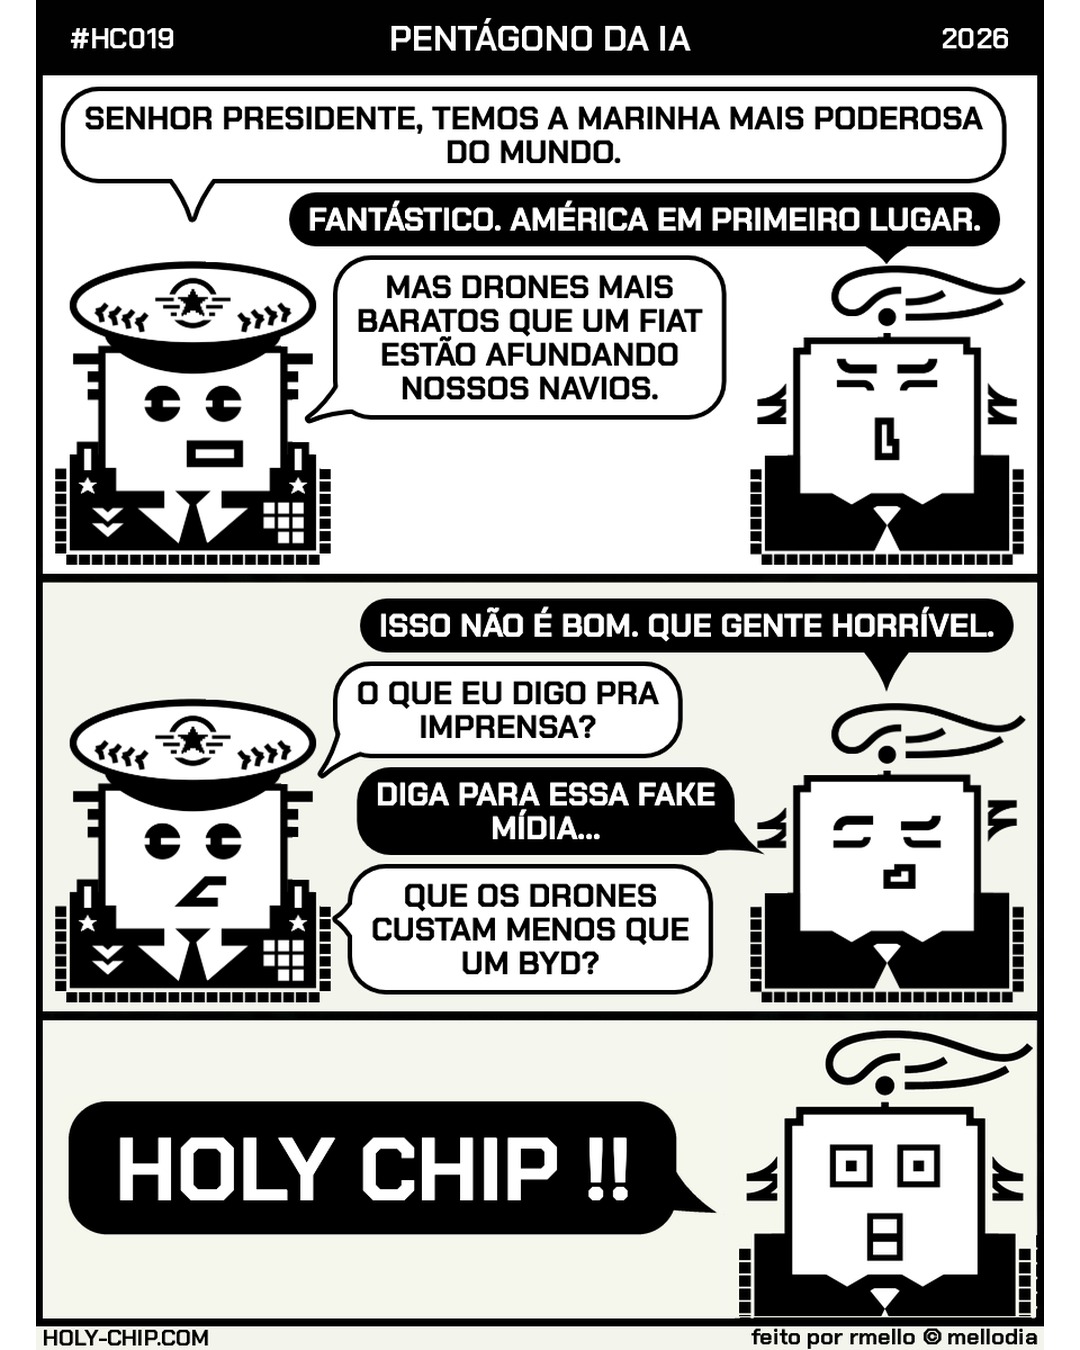 #HC019
PENTÁGONO DA IA
2026
SENHOR PRESIDENTE, TEMOS A MARINHA MAIS PODEROSA
DO MUNDO.
FANTÁSTICO. AMÉRICA EM PRIMEIRO LUGAR.
MAS DRONES MAIS
BARATOS QUE UM FIAT
ESTÃO AFUNDANDO
NOSSOS NAVIOS.
ISSO NÃO É BOM. QUE GENTE HORRÍVEL.
O QUE EU DIGO PRA
IMPRENSA?
DIGA PARA ESSA FAKE
MÍDIA...
QUE OS DRONES
CUSTAM MENOS QUE
UM BYD?
HOLY CHIP !!
HOLY-CHIP.COM
feito por rmello © mellodia